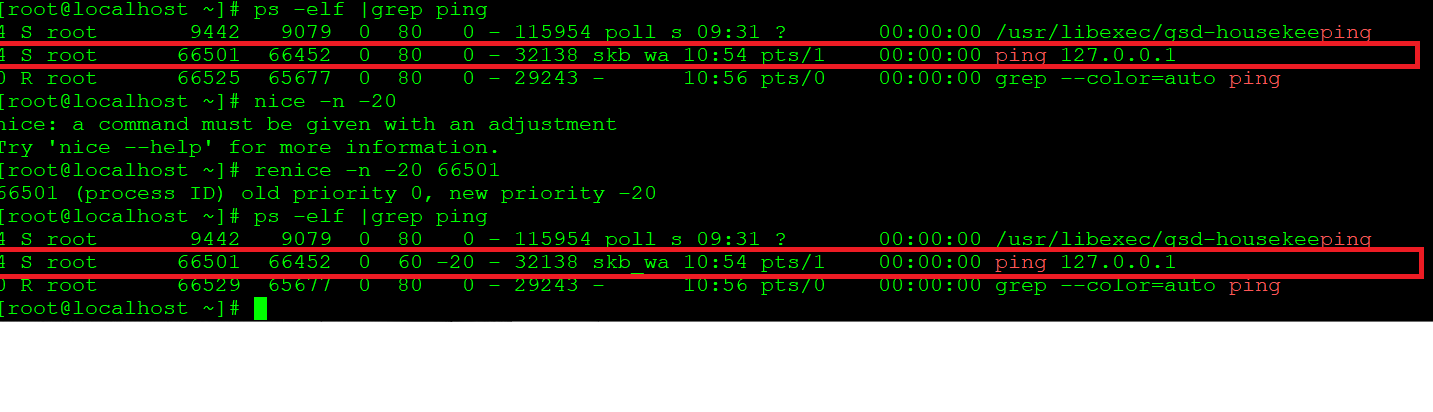 [root@localhost ~]# ps -elf |grep ping
4 S root 9442 9079 0 80 0 - 115954 poll_s 09:31 ? 00:00:00 /usr/libexec/gsd-housekeeping
4 S root 66501 66452 0 80 0 - 32138 skb_wa 10:54 pts/1 00:00:00 ping 127.0.0.1
0 R root 66525 65677 0 80 0 - 29243 - 10:56 pts/0 00:00:00 grep --color=auto ping
[root@localhost ~]# nice -n -20
nice: a command must be given with an adjustment
Try 'nice --help' for more information.
[root@localhost ~]# renice -n -20 66501
66501 (process ID) old priority 0, new priority -20
[root@localhost ~]# ps -elf |grep ping
4 S root 9442 9079 0 80 0 - 115954 poll_s 09:31 ? 00:00:00 /usr/libexec/gsd-housekeeping
4 S root 66501 66452 0 60 -20 - 32138 skb_wa 10:54 pts/1 00:00:00 ping 127.0.0.1
0 R root 66529 65677 0 80 0 - 29243 - 10:56 pts/0 00:00:00 grep --color=auto ping
[root@localhost ~]#